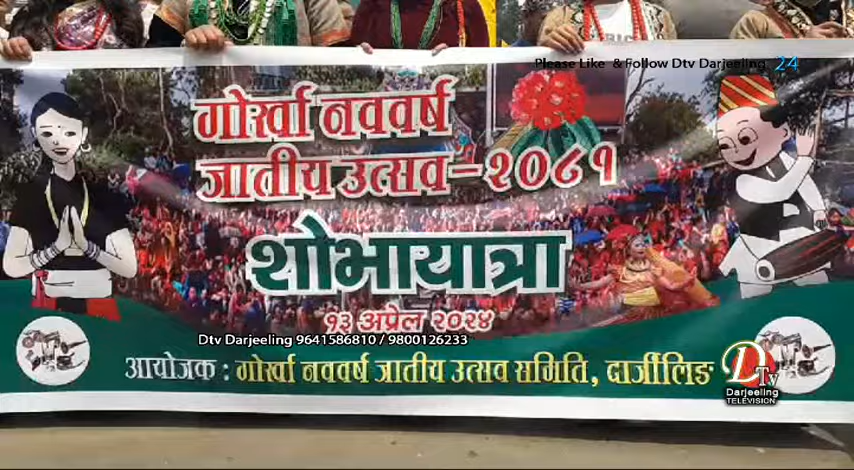 Please Like & Follow Dtv Darjeeling 24
गोर्खा नववर्ष
जातीय उत्सव-२०८१
शोभायात्रा
१३ अप्रेल २०२४
Dtv Darjeeling 9641586810 / 9800126233
आयोजक : गोर्खा नववर्ष जातीय उत्सव समिति, दार्जीलिङ
DTv
Darjeeling
TELEVISION